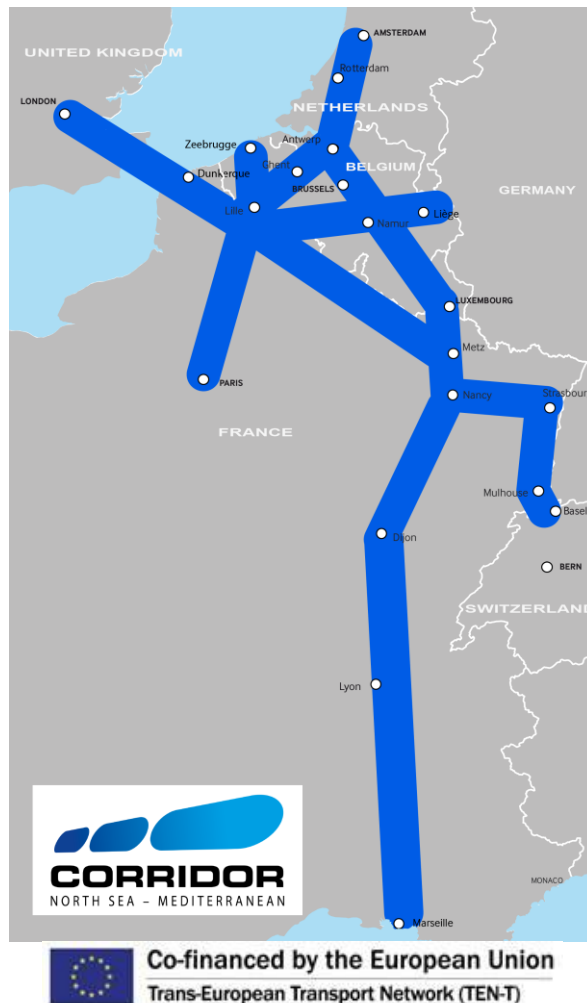 AMSTERDAM
UNITED KINGDOM
Rotterdam
LONDON
NETHERLANDS
Antwerp
Zeebrugge
Ghent
BELGIUM
Dunkerque
BRUSSELS
GERMANY
Lille
Liège
Namur
LUXEMBOURG
Metz
PARIS
Nancy
Strasbour
FRANCE
Mulhouse
Basel
Dijon
BERN
SWITZERLAND
Lyon
MONACO
Marseille
CORRIDOR
NORTH SEA – MEDITERRANEAN
Co-financed by the European Union
Trans-European Transport Network (TEN-T)